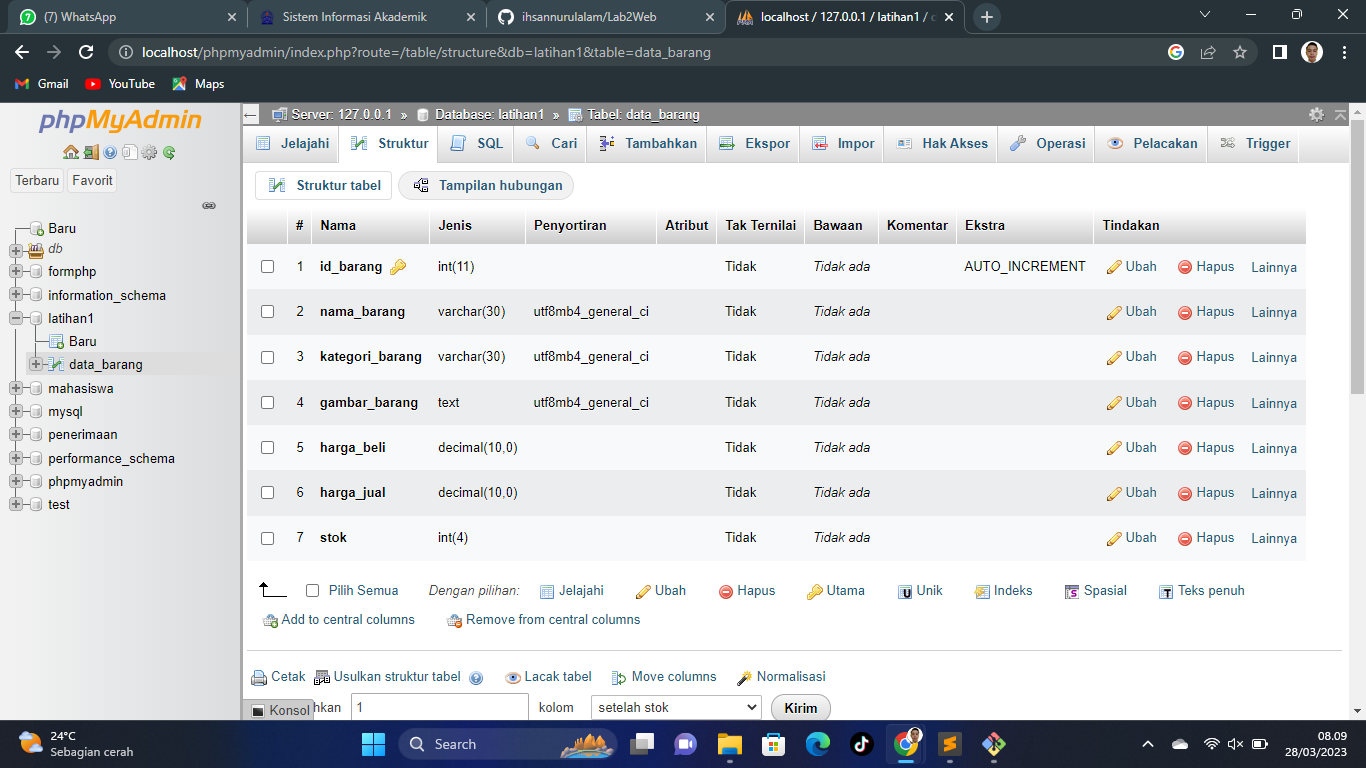 (7) WhatsApp
Sistem Informasi Akademik
ihsannurulalam/Lab2Web
localhost / 127.0.0.1 / latihan1 / d
localhost/phpmyadmin/index.php?route=/table/structure&db=latihan1&table=data_barang
Gmail YouTube Maps
phpMyAdmin
Terbaru Favorit
Baru
db
formphp
information_schema
latihan1
Baru
data_barang
mahasiswa
mysql
penerimaan
performance_schema
phpmyadmin
test
Server: 127.0.0.1 » Database: latihan1 » Tabel: data_barang
Jelajahi Struktur SQL Cari Tambahkan Ekspor Impor Hak Akses Operasi Pelacakan Trigger
Struktur tabel Tampilan hubungan
# Nama Jenis Penyortiran Atribut Tak Ternilai Bawaan Komentar Ekstra Tindakan
1 id_barang int(11) Tidak Tidak ada AUTO_INCREMENT Ubah Hapus Lainnya
2 nama_barang varchar(30) utf8mb4_general_ci Tidak Tidak ada Ubah Hapus Lainnya
3 kategori_barang varchar(30) utf8mb4_general_ci Tidak Tidak ada Ubah Hapus Lainnya
4 gambar_barang text utf8mb4_general_ci Tidak Tidak ada Ubah Hapus Lainnya
5 harga_beli decimal(10,0) Tidak Tidak ada Ubah Hapus Lainnya
6 harga_jual decimal(10,0) Tidak Tidak ada Ubah Hapus Lainnya
7 stok int(4) Tidak Tidak ada Ubah Hapus Lainnya
Pilih Semua Dengan pilihan: Jelajahi Ubah Hapus Utama Unik Indeks Spasial Teks penuh
Add to central columns Remove from central columns
Cetak Usulkan struktur tabel Lacak tabel Move columns Normalisasi
Konsol hkan 1 kolom setelah stok Kirim
24°C
Sebagian cerah
Search
08.09
28/03/2023